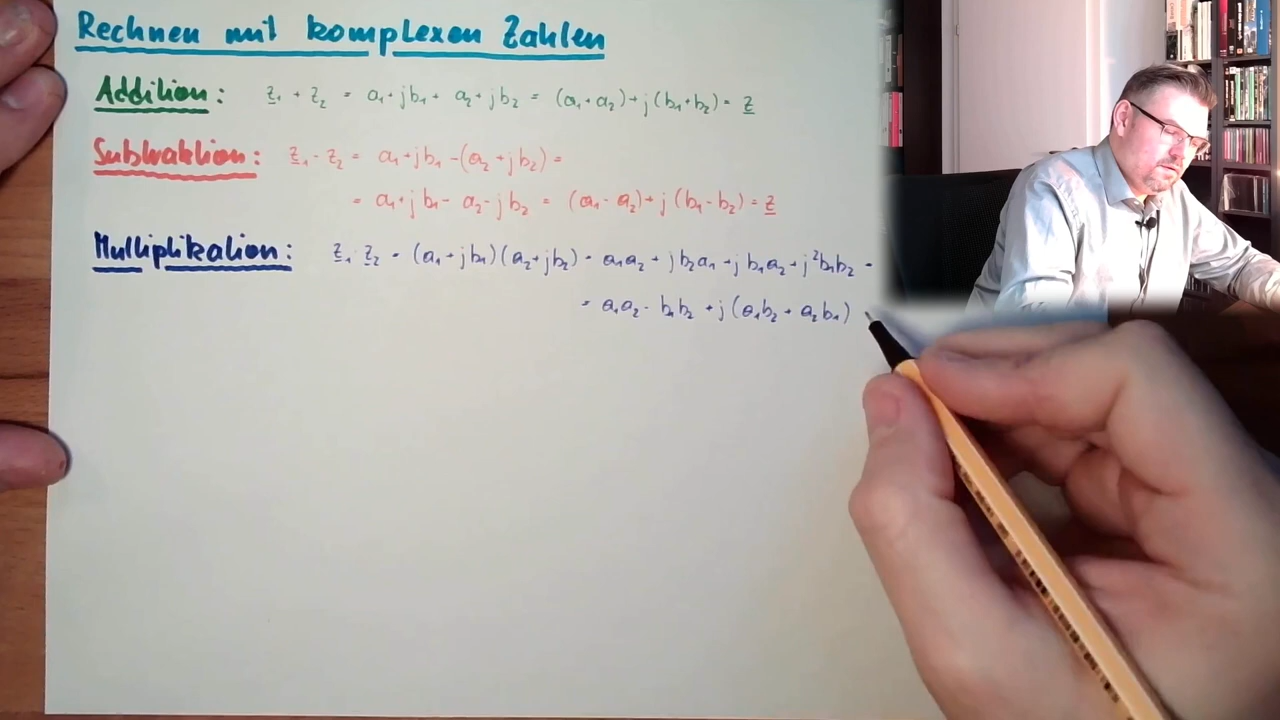 Rechnen mit komplexen Zahlen
Addition: z₁ + z₂ = a₁+jb₁ + a₂+jb₂ = (a₁+a₂)+j(b₁+b₂) = z
Subtraktion: z₁ - z₂ = a₁+jb₁ -(a₂+jb₂) =
= a₁+jb₁ - a₂-jb₂ = (a₁-a₂)+j(b₁-b₂) = z
Multiplikation: z₁ · z₂ = (a₁+jb₁)(a₂+jb₂) = a₁a₂ + jb₂a₁ + jb₁a₂ + j²b₁b₂ =
= a₁a₂ - b₁b₂ + j(a₁b₂ + a₂b₁)